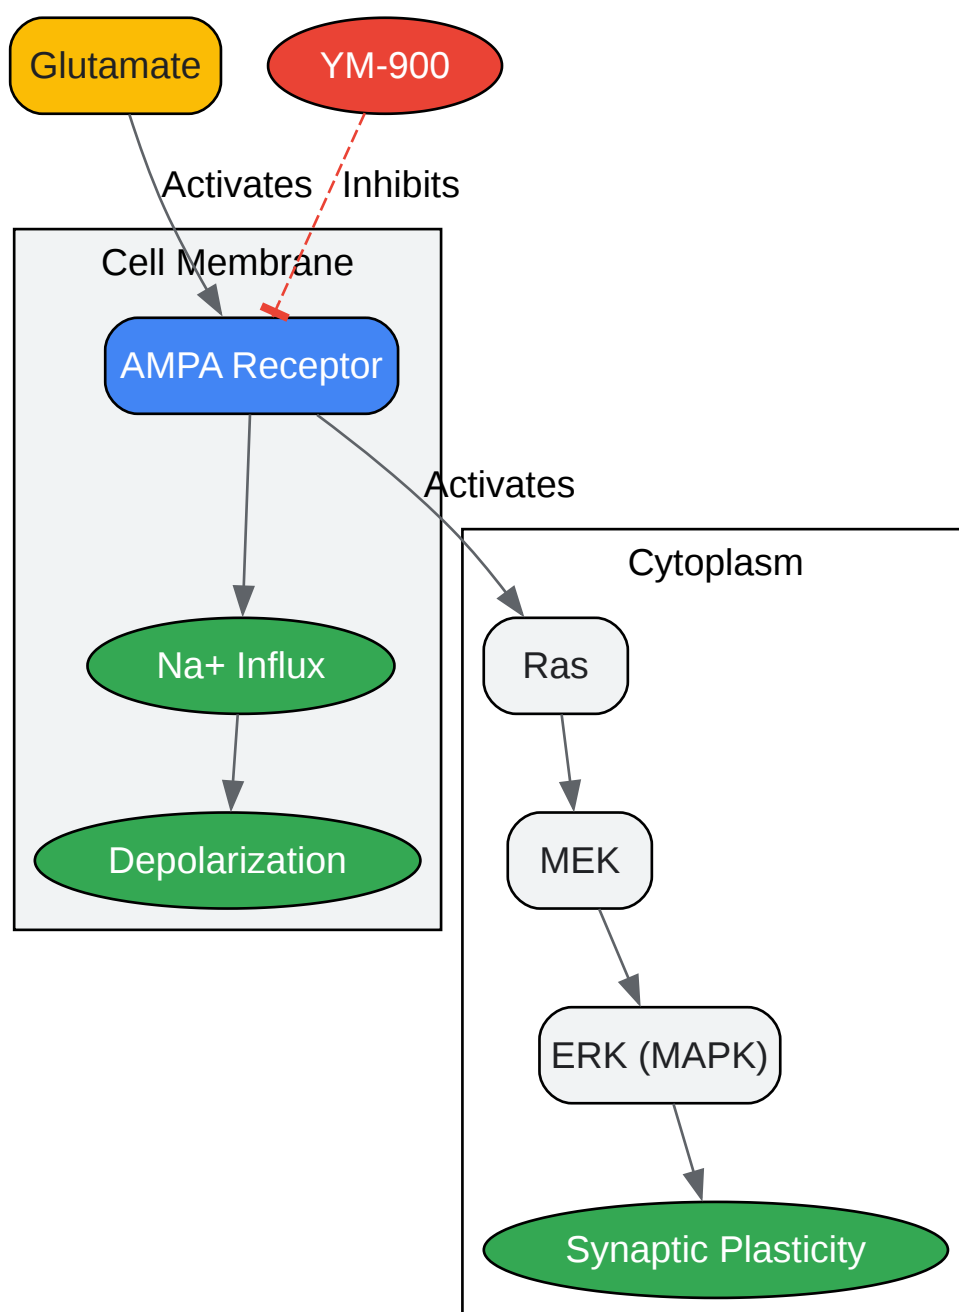 Glutamate
YM-900
Activates
Inhibits
Cell Membrane
AMPA Receptor
Activates
Cytoplasm
Na+ Influx
Ras
Depolarization
MEK
ERK (MAPK)
Synaptic Plasticity